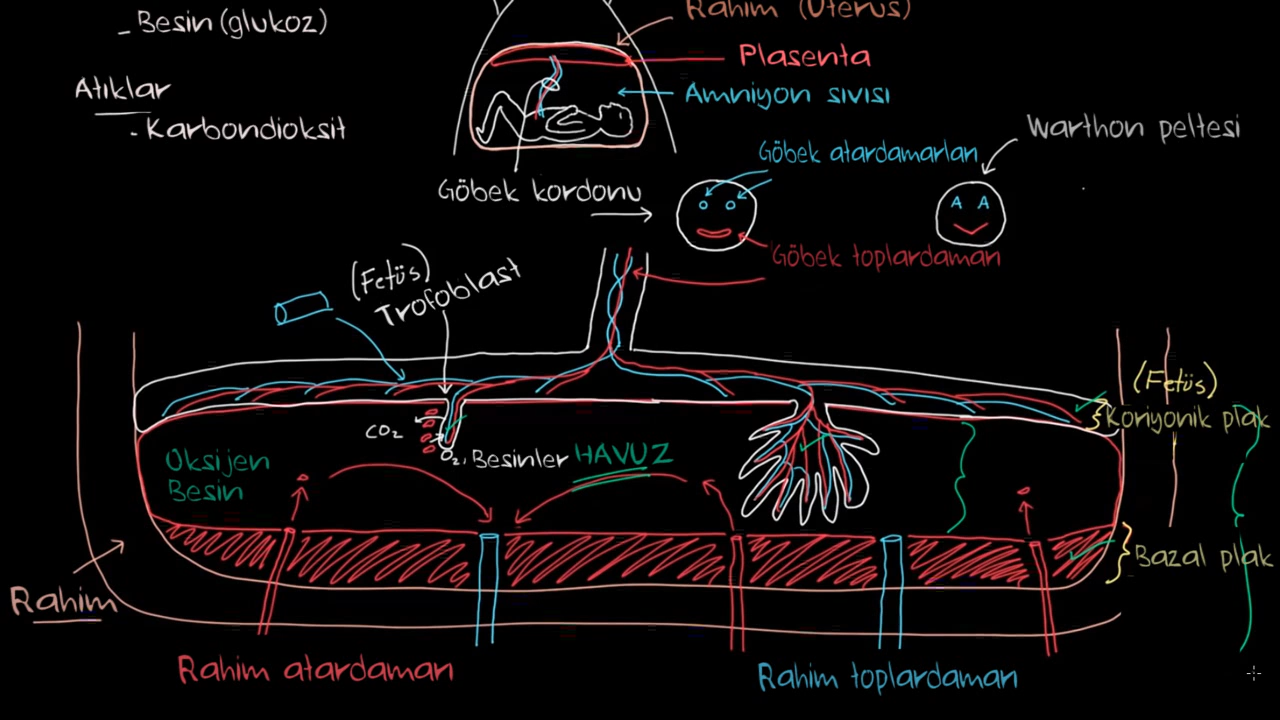 - Besin (glukoz)
Rahim (Uterus)
Plasenta
Atıklar
Amniyon sıvısı
- Karbondioksit
Warthon peltesi
Göbek atardamarları
Göbek kordonu
A A
Göbek toplardamarı
(Fetüs)
Trofoblast
(Fetüs)
Koriyonik plak
CO2
O2, Besinler
HAVUZ
Oksijen
Besin
Bazal plak
Rahim
Rahim atardamarı
Rahim toplardamarı